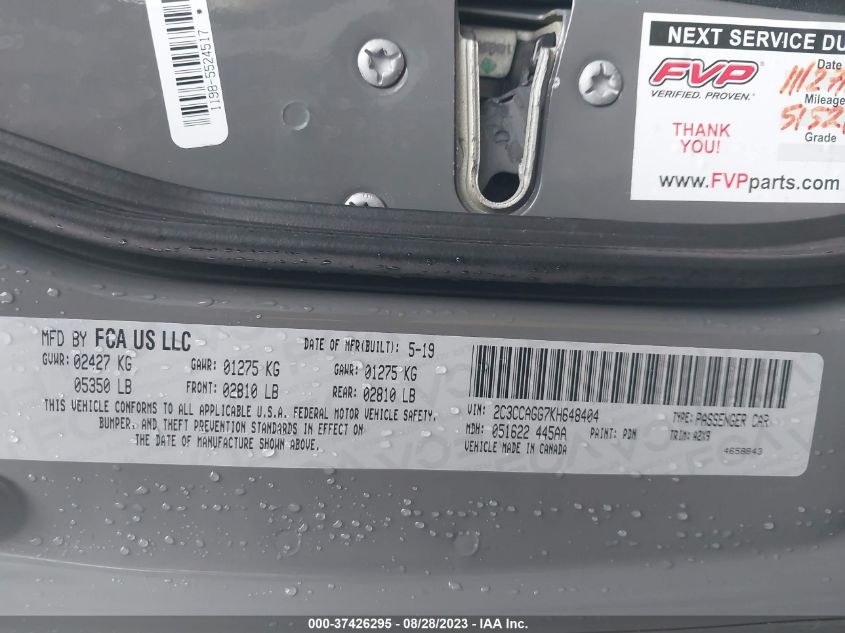 1198-5524517
NEXT SERVICE DU
FVP
VERIFIED. PROVEN.
THANK
YOU!
Date
Mileage
Grade
www.FVPparts.com
MFD BY FCA US LLC
DATE OF MFR(BUILT): 5-19
GVWR: 02427 KG GAWR: 01275 KG GAWR: 01275 KG
05350 LB FRONT: 02810 LB REAR: 02810 LB
THIS VEHICLE CONFORMS TO ALL APPLICABLE U.S.A. FEDERAL MOTOR VEHICLE SAFETY,
BUMPER, AND THEFT PREVENTION STANDARDS IN EFFECT ON
THE DATE OF MANUFACTURE SHOWN ABOVE.
VIN: 2C3CCAGG7KH648404 TYPE: PASSENGER CAR
MDH: 051622 445AA PAINT: PDN TRIM: A2X9
VEHICLE MADE IN CANADA 4658843
000-37426295 - 08/28/2023 - IAA Inc.